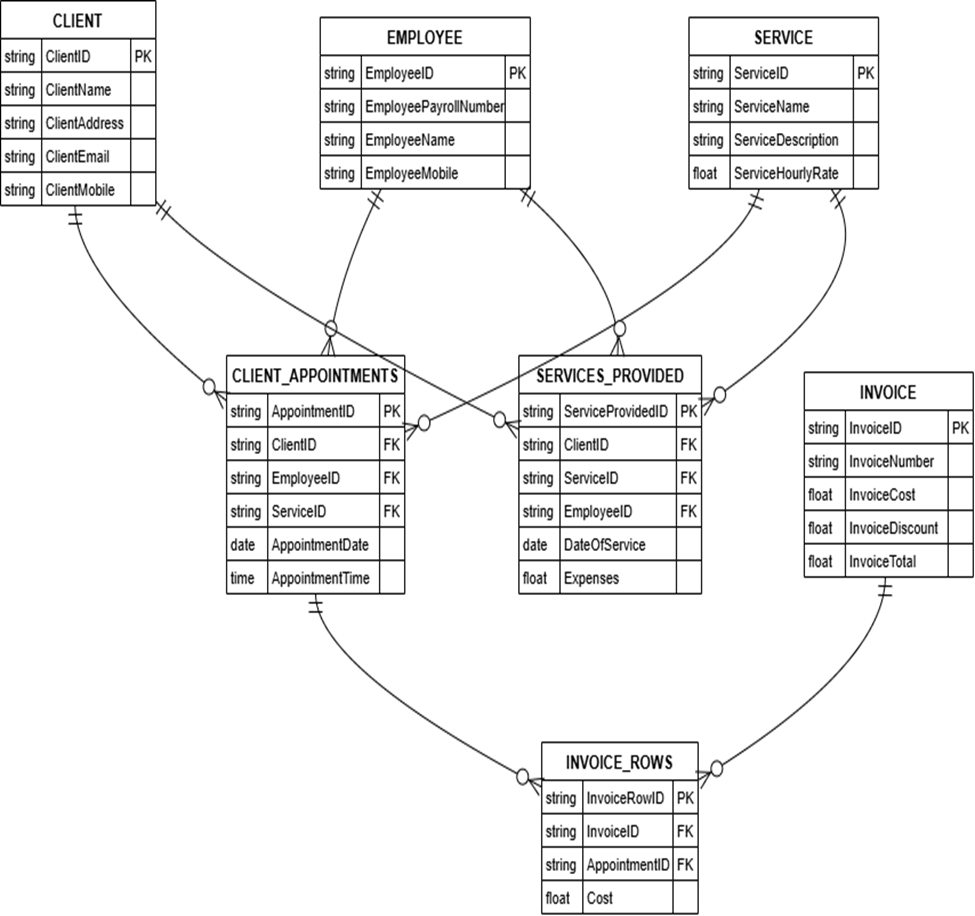 CLIENT
string ClientID PK
string ClientName
string ClientAddress
string ClientEmail
string ClientMobile
EMPLOYEE
string EmployeeID PK
string EmployeePayrollNumber
string EmployeeName
string EmployeeMobile
SERVICE
string ServiceID PK
string ServiceName
string ServiceDescription
float ServiceHourlyRate
CLIENT_APPOINTMENTS
string AppointmentID PK
string ClientID FK
string EmployeeID FK
string ServiceID FK
date AppointmentDate
time AppointmentTime
SERVICES_PROVIDED
string ServiceProvidedID PK
string ClientID FK
string ServiceID FK
string EmployeeID FK
date DateOfService
float Expenses
INVOICE
string InvoiceID PK
string InvoiceNumber
float InvoiceCost
float InvoiceDiscount
float InvoiceTotal
INVOICE_ROWS
string InvoiceRowID PK
string InvoiceID FK
string AppointmentID FK
float Cost